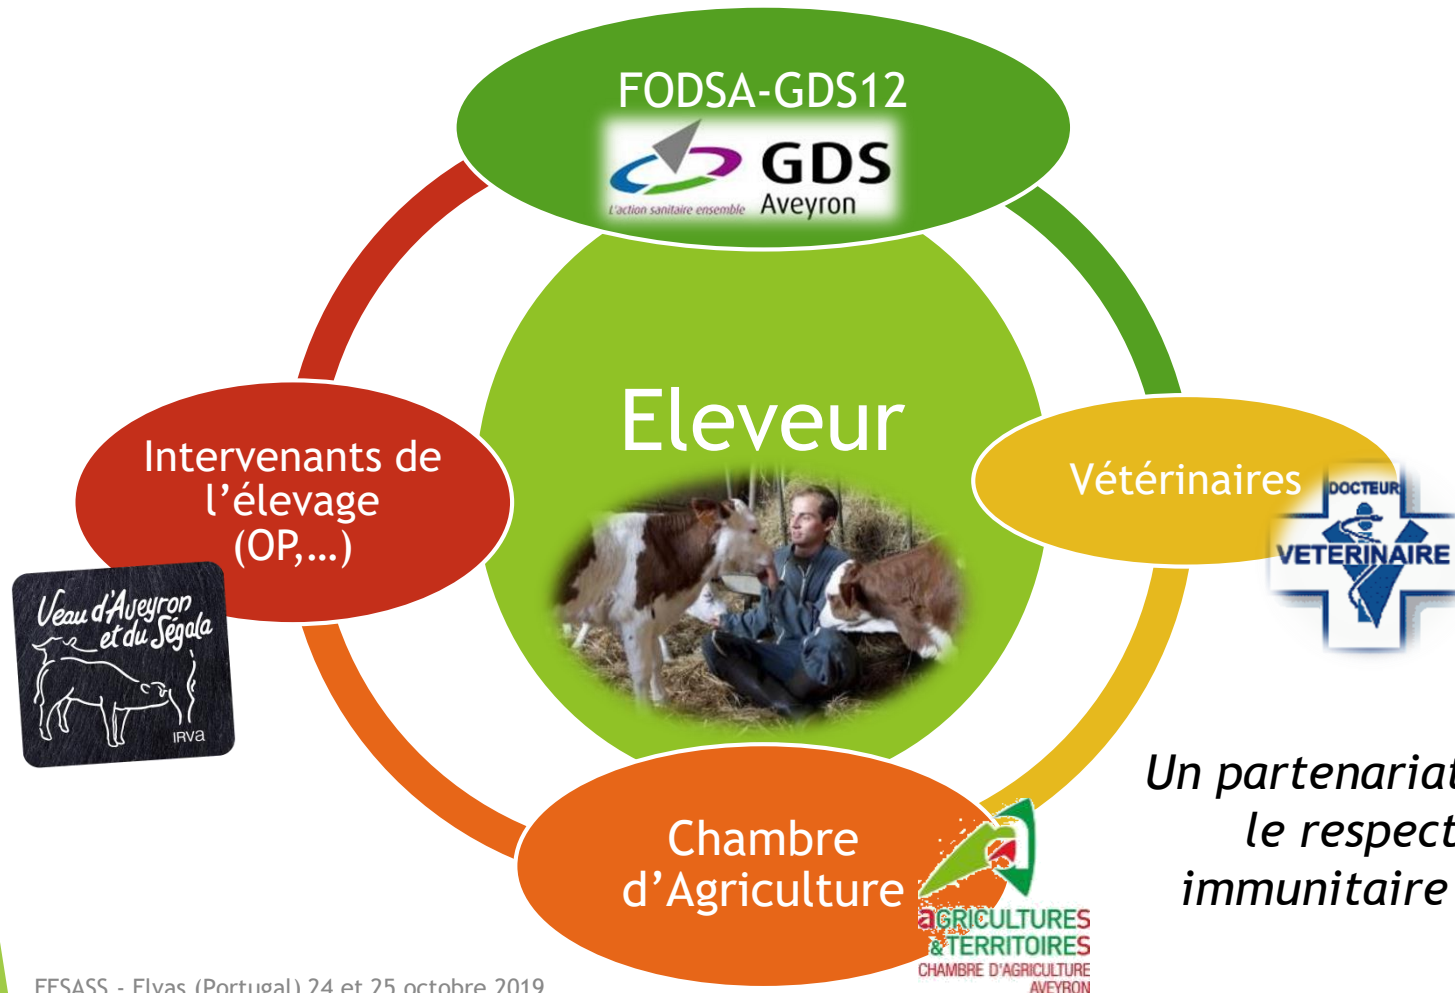 FODSA-GDS12
GDS
L'action sanitaire ensemble
Aveyron
Eleveur
Intervenants de
l’élevage
(OP,…)
Vétérinaires
DOCTEUR
VETERINAIRE
Veau d'Aveyron
et du Ségala
IRVa
Un partenariat
le respect
immunitaire
Chambre
d’Agriculture
aGRICULTURES
&TERRITOIRES
CHAMBRE D'AGRICULTURE
AVEYRON
FESASS - Elvas (Portugal) 24 et 25 octobre 2019